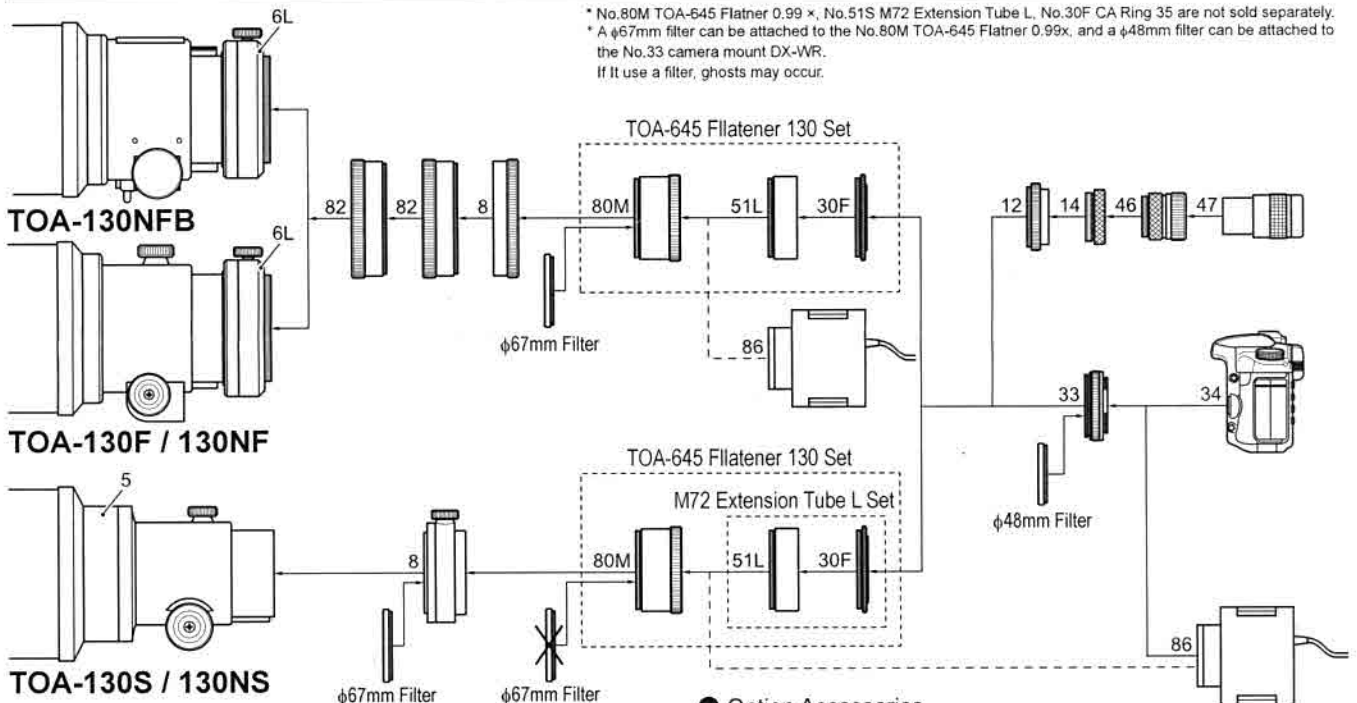 * No.80M TOA-645 Flatner 0.99 ×, No.51S M72 Extension Tube L, No.30F CA Ring 35 are not sold separately.
* A ϕ67mm filter can be attached to the No.80M TOA-645 Flatner 0.99x, and a ϕ48mm filter can be attached to
the No.33 camera mount DX-WR.
If It use a filter, ghosts may occur.
6L
TOA-130NFB
TOA-645 Fllatener 130 Set
82
82
8
80M
51L
30F
12
14
46
47
6L
ϕ67mm Filter
86
33
34
TOA-130F / 130NF
ϕ48mm Filter
TOA-645 Fllatener 130 Set
M72 Extension Tube L Set
5
8
80M
51L
30F
86
TOA-130S / 130NS
ϕ67mm Filter
ϕ67mm Filter